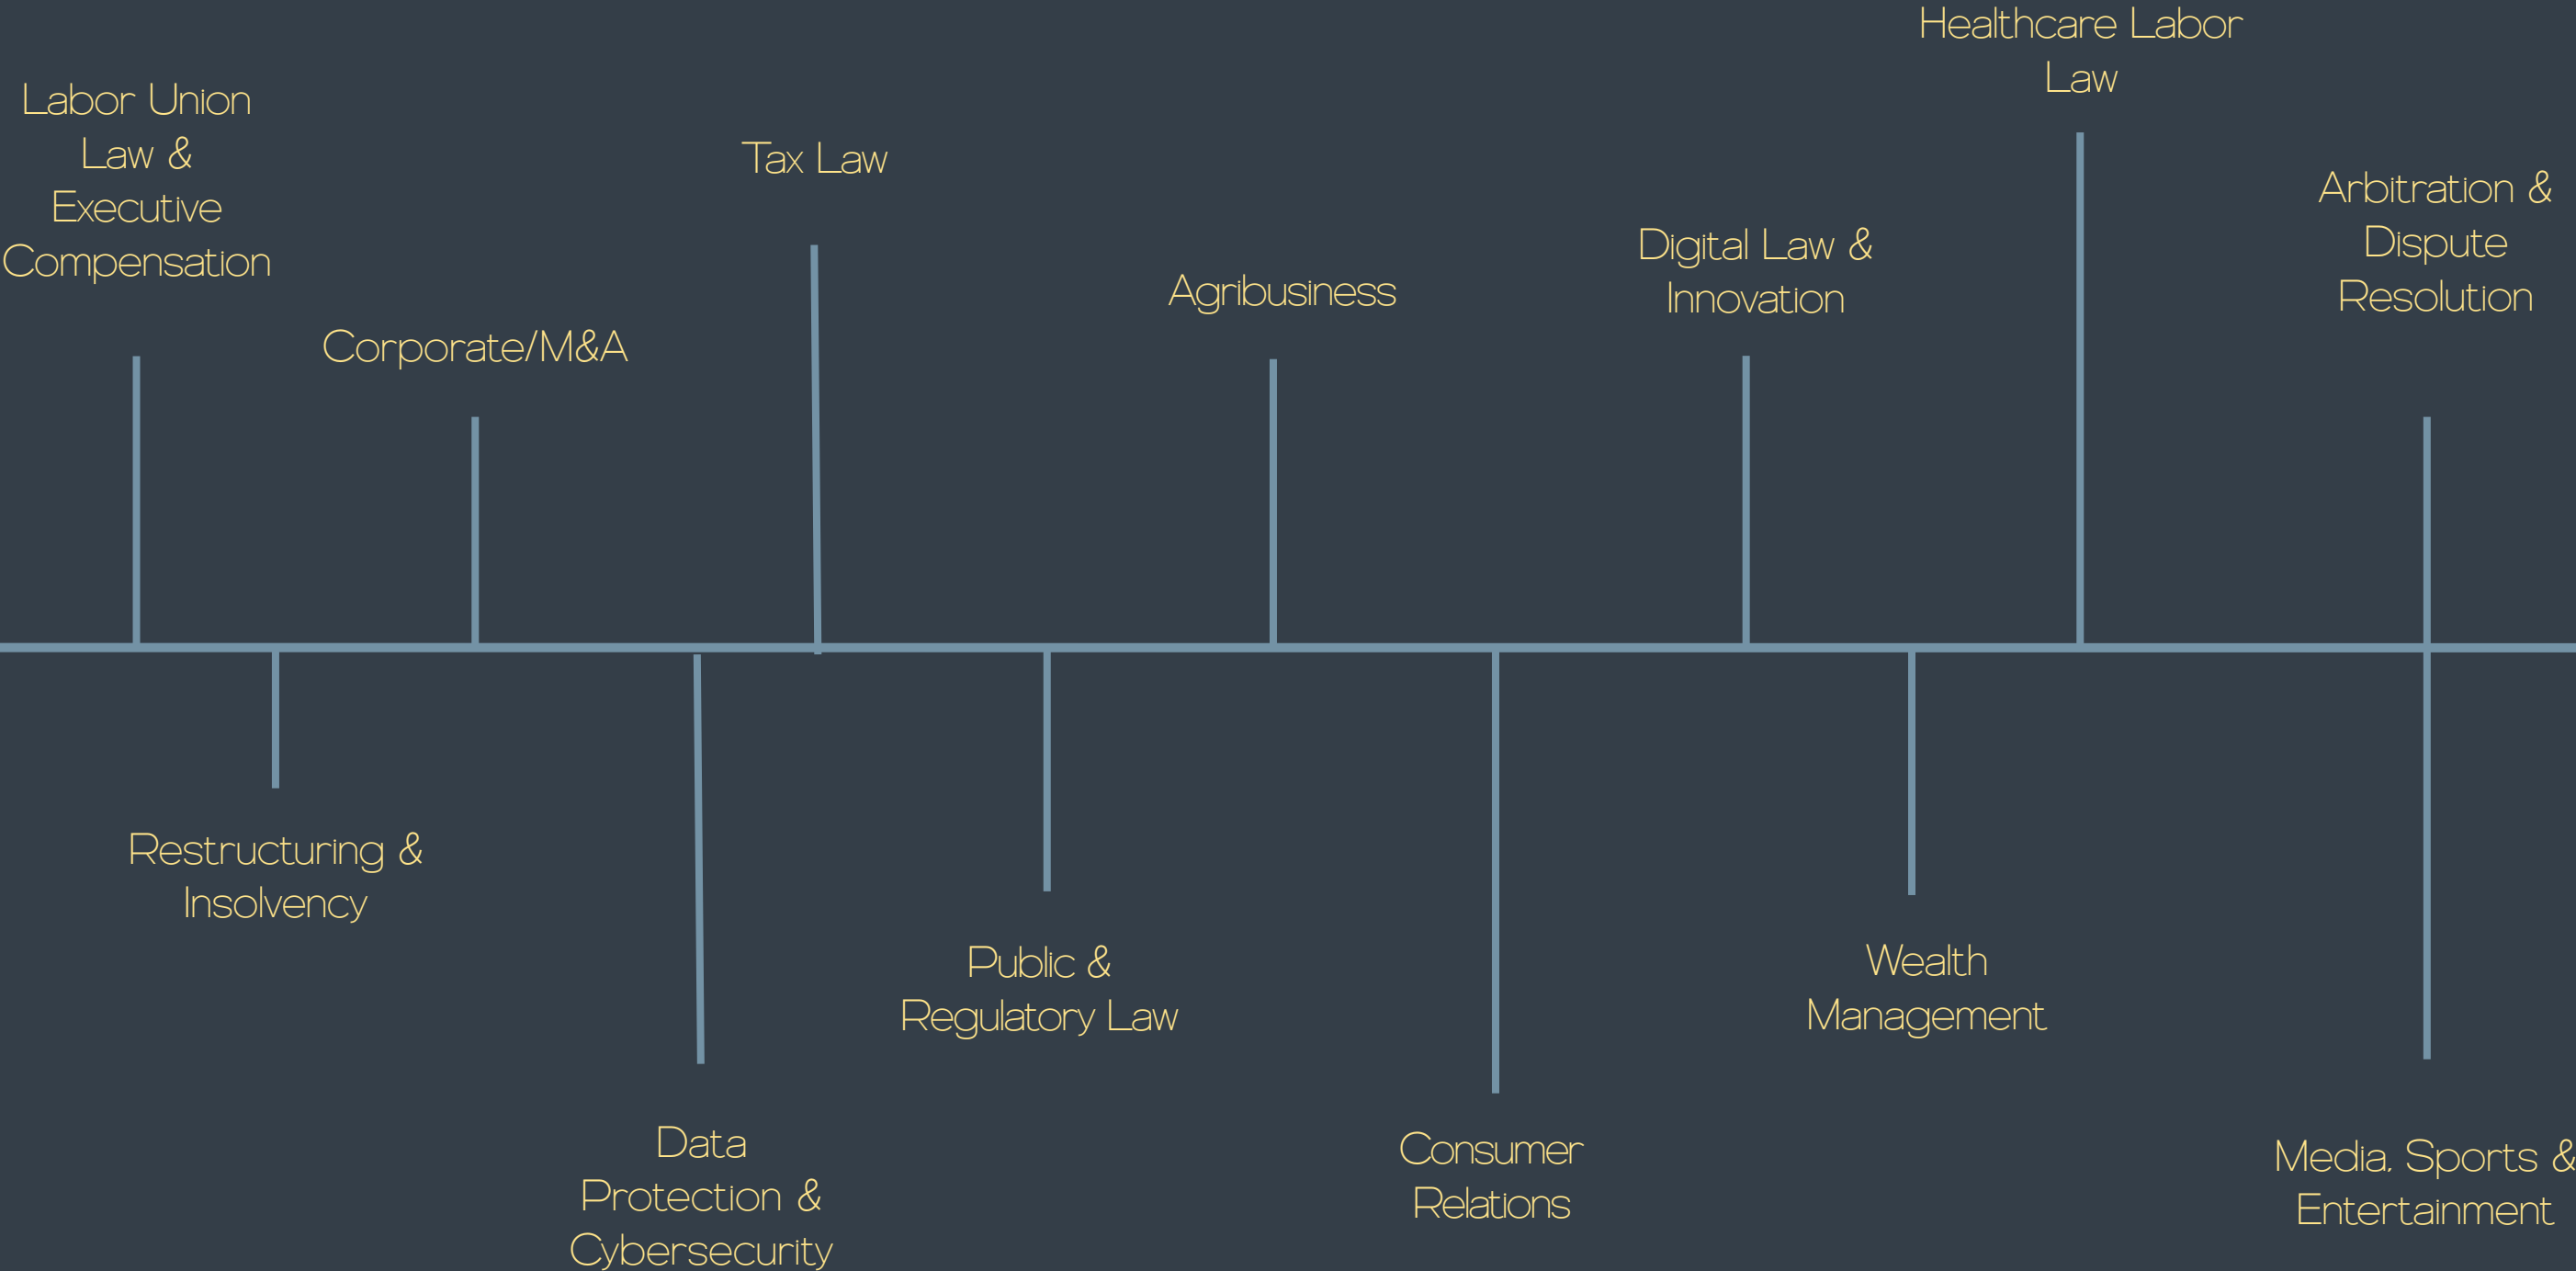 Healthcare Labor
Law
Labor Union
Law &
Executive
Compensation
Tax Law
Arbitration &
Dispute
Resolution
Digital Law &
Innovation
Agribusiness
Corporate/M&A
Restructuring &
Insolvency
Public &
Regulatory Law
Wealth
Management
Data
Protection &
Cybersecurity
Consumer
Relations
Media, Sports &
Entertainment